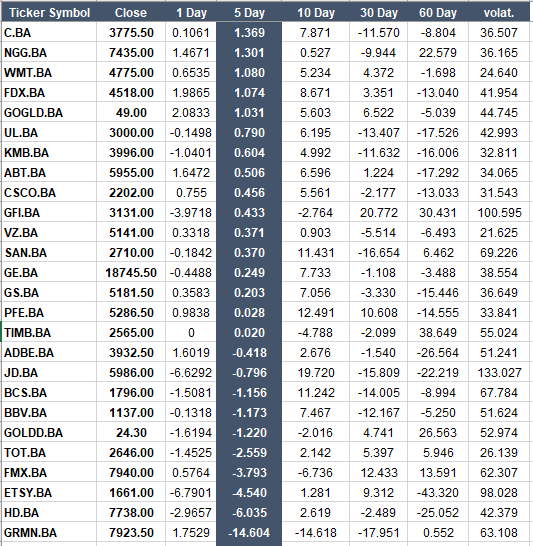 Ticker Symbol Close 1 Day 5 Day 10 Day 30 Day 60 Day volat.
C.BA 3775.50 0.1061 1.369 7.871 -11.570 -8.804 36.507
NGG.BA 7435.00 1.4671 1.301 0.527 -9.944 22.579 36.165
WMT.BA 4775.00 0.6535 1.080 5.234 4.372 -1.698 24.640
FDX.BA 4518.00 1.9865 1.074 8.671 3.351 -13.040 41.954
GOGLD.BA 49.00 2.0833 1.031 5.603 6.522 -5.039 44.745
UL.BA 3000.00 -0.1498 0.790 6.195 -13.407 -17.526 42.993
KMB.BA 3996.00 -1.0401 0.604 4.992 -11.632 -16.006 32.811
ABT.BA 5955.00 1.6472 0.506 6.596 1.224 -17.292 34.065
CSCO.BA 2202.00 0.755 0.456 5.561 -2.177 -13.033 31.543
GFI.BA 3131.00 -3.9718 0.433 -2.764 20.772 30.431 100.595
VZ.BA 5141.00 0.3318 0.371 0.903 -5.514 -6.493 21.625
SAN.BA 2710.00 -0.1842 0.370 11.431 -16.654 6.462 69.226
GE.BA 18745.50 -0.4488 0.249 7.733 -1.108 -3.488 38.554
GS.BA 5181.50 0.3583 0.203 7.056 -3.330 -15.446 36.649
PFE.BA 5286.50 0.9838 0.028 12.491 10.608 -14.555 33.841
TIMB.BA 2565.00 0 0.020 -4.788 -2.099 38.649 55.024
ADBE.BA 3932.50 1.6019 -0.418 2.676 -1.540 -26.564 51.241
JD.BA 5986.00 -6.6292 -0.796 19.720 -15.809 -22.219 133.027
BCS.BA 1796.00 -1.5081 -1.156 11.242 -14.005 -8.994 67.784
BBV.BA 1137.00 -0.1318 -1.173 7.467 -12.167 -5.250 51.624
GOLDD.BA 24.30 -1.6194 -1.220 -2.016 4.741 26.563 52.974
TOT.BA 2646.00 -1.4525 -2.559 2.142 5.397 5.946 26.139
FMX.BA 7940.00 0.5764 -3.793 -6.736 12.433 13.591 62.307
ETSY.BA 1661.00 -6.7901 -4.540 1.281 9.312 -43.320 98.028
HD.BA 7738.00 -2.9657 -6.035 2.619 -2.489 -25.052 42.379
GRMN.BA 7923.50 1.7529 -14.604 -14.618 -17.951 0.552 63.108